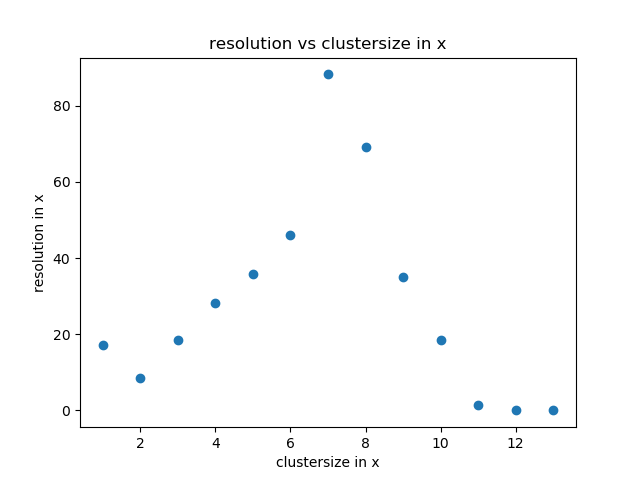 resolution vs clustersize in x
80
60
40
20
0
resolution in x
2 4 6 8 10 12
clustersize in x